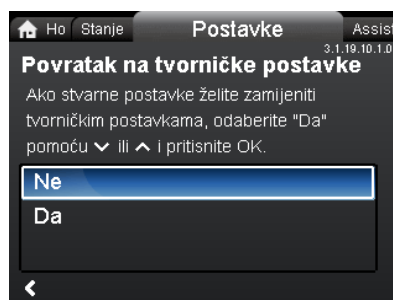 Ho Stanje Postavke Assist
3.1.19.10.1.0
Povratak na tvorničke postavke
Ako stvarne postavke želite zamijeniti
tvorničkim postavkama, odaberite "Da"
pomoću ili i pritisnite OK.
Ne
Da